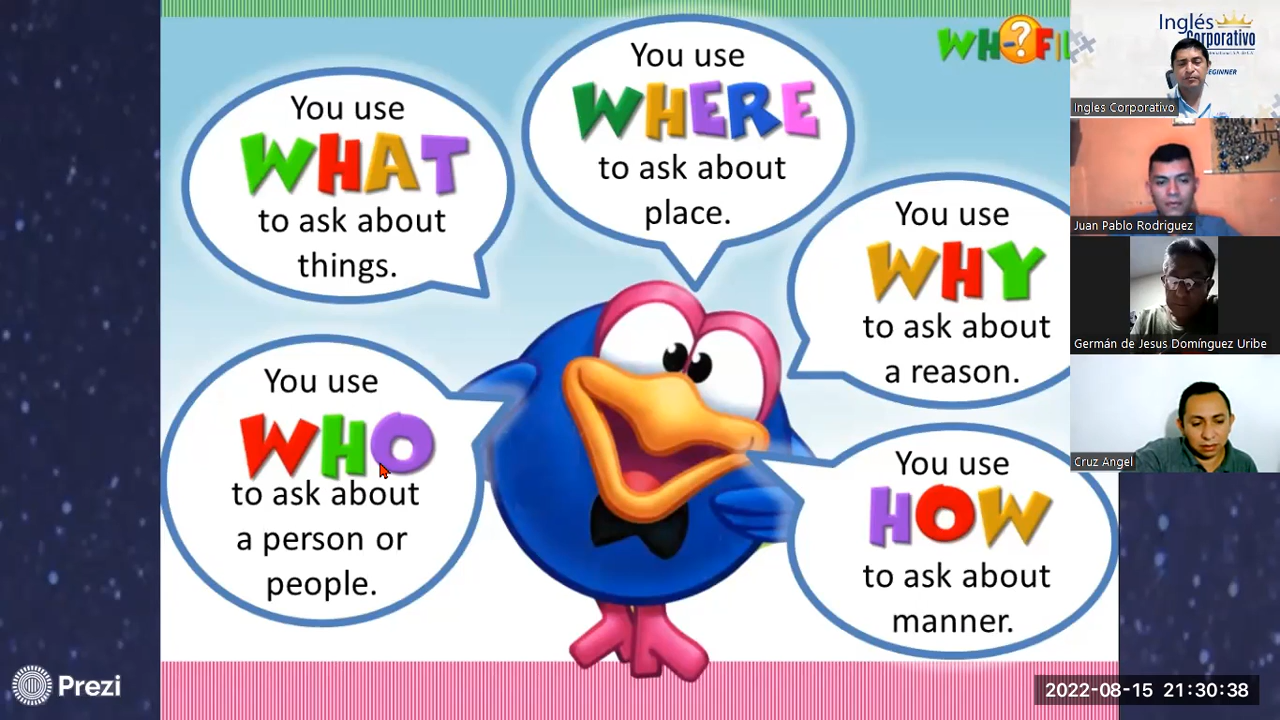 You use
WHAT
to ask about
things.
You use
WHERE
to ask about
place.
You use
WHY
to ask about
a reason.
You use
WHO
to ask about
a person or
people.
You use
HOW
to ask about
manner.
WH-?FIL
Inglés
Corporativo
EGINNER
Ingles Corporativo
Juan Pablo Rodriguez
Germán de Jesus Domínguez Uribe
Cruz Angel
Prezi
2022-08-15 21:30:38